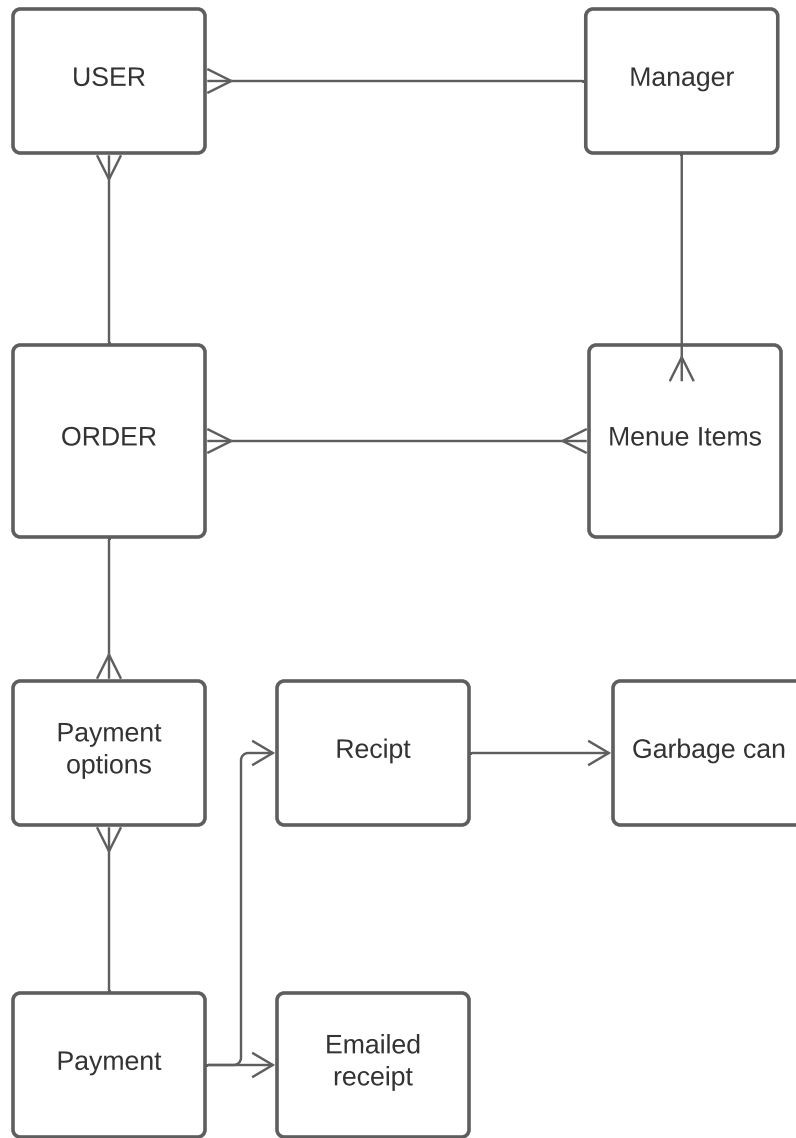 USER
Manager
ORDER
Menue Items
Payment
options
Recipt
Garbage can
Payment
Emailed
receipt